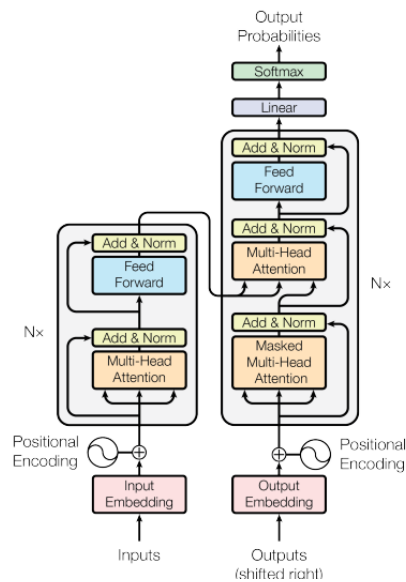 Output
Probabilities
Softmax
Linear
Add & Norm
Feed
Forward
Add & Norm
Multi-Head
Attention
Nx
Add & Norm
Masked
Multi-Head
Attention
Add & Norm
Feed
Forward
Nx
Add & Norm
Multi-Head
Attention
Positional
Encoding
Positional
Encoding
Input
Embedding
Output
Embedding
Inputs
Outputs
(shifted right)